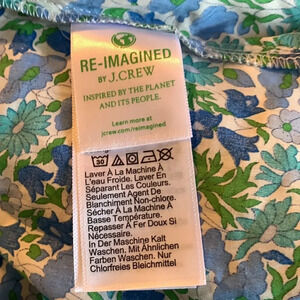 RE-IMAGINED
BY J.CREW
INSPIRED BY THE PLANET
AND ITS PEOPLE.
Learn more at
jcrew.com/reimagined
30
Laver À La Machine À
L'eau Froide. Laver En
Séparant Les Couleurs.
Seulement Agent De
Blanchiment Non-chlore.
Sécher À La Machine À
Basse Température.
Repasser À Fer Doux Si
Nécessaire.
In Der Maschine Kalt
Waschen. Mit Ähnlichen
Farben Waschen. Nur
Chlorfreies Bleichmittel